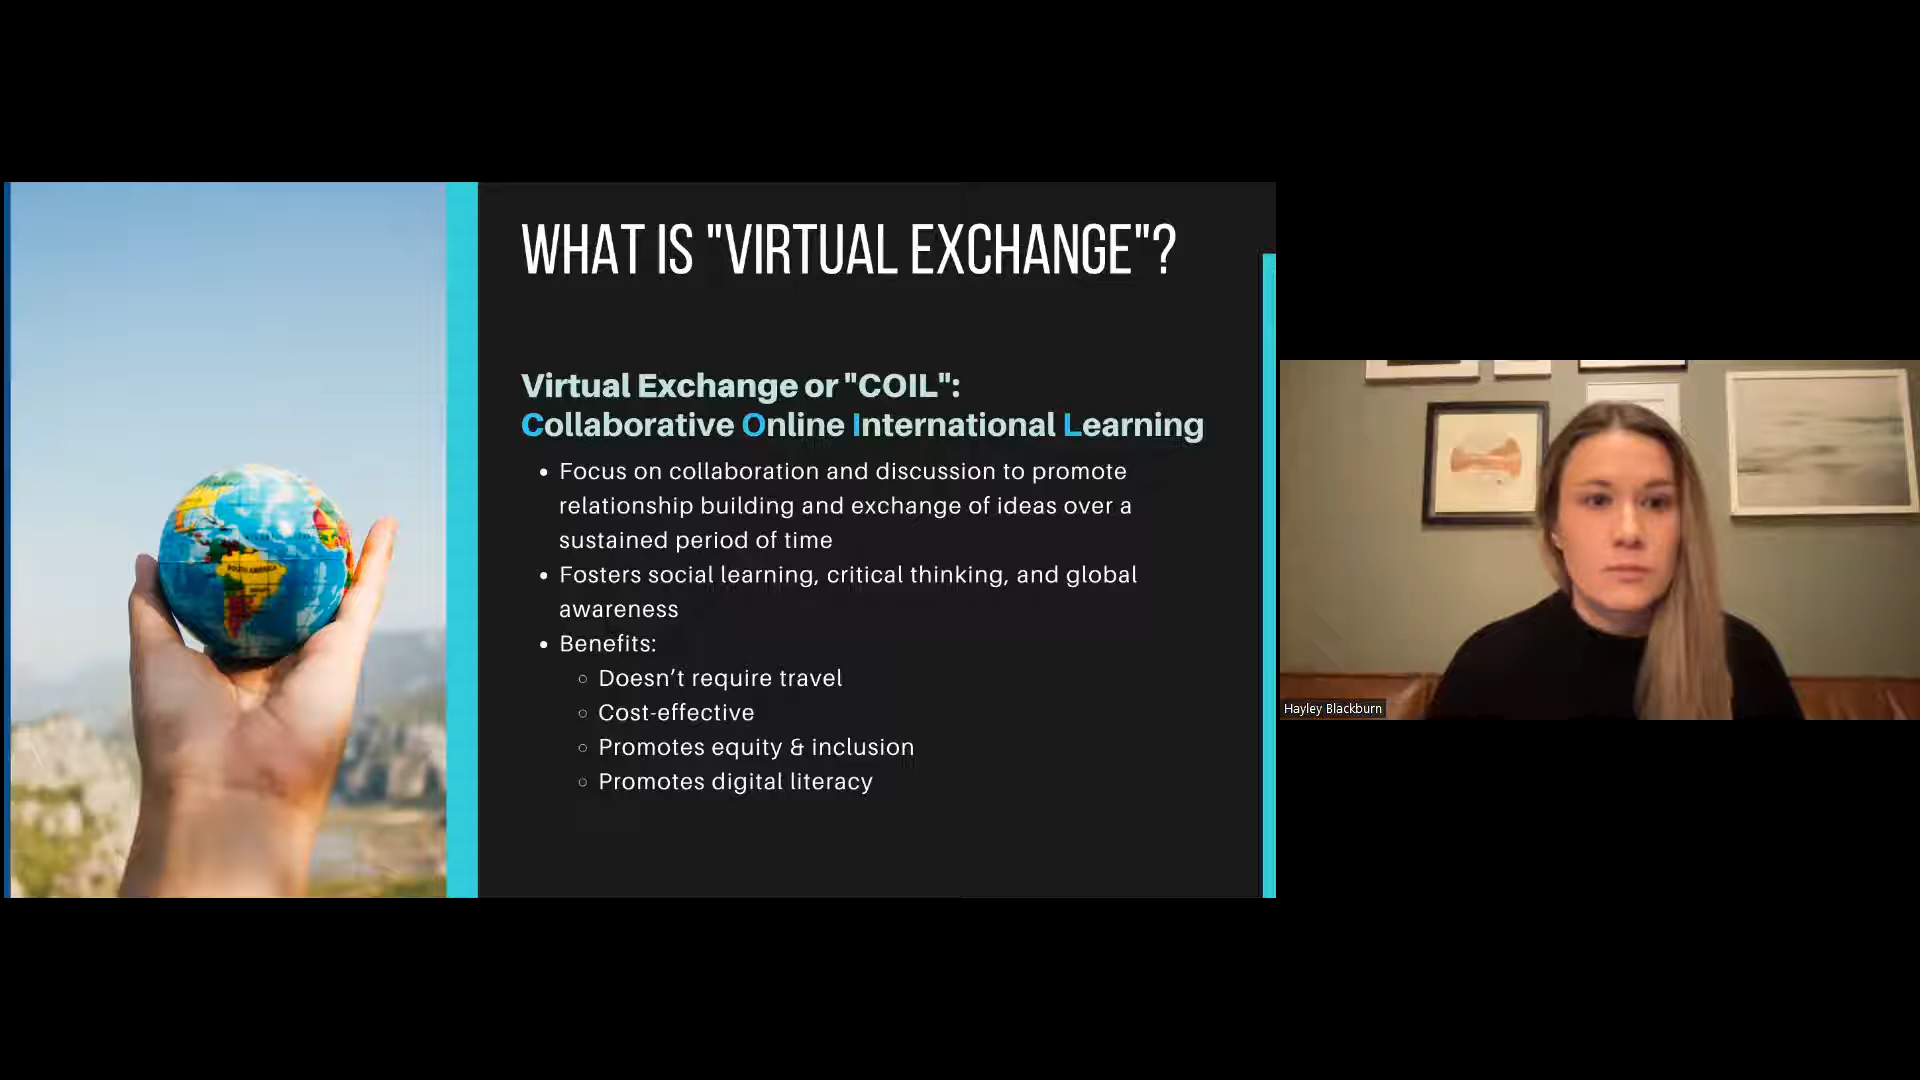 WHAT IS "VIRTUAL EXCHANGE"?
Virtual Exchange or "COIL":
Collaborative Online International Learning
• Focus on collaboration and discussion to promote
relationship building and exchange of ideas over a
sustained period of time
• Fosters social learning, critical thinking, and global
awareness
• Benefits:
○ Doesn’t require travel
○ Cost-effective
○ Promotes equity & inclusion
○ Promotes digital literacy
SOUTH AMERICA
Hayley Blackburn